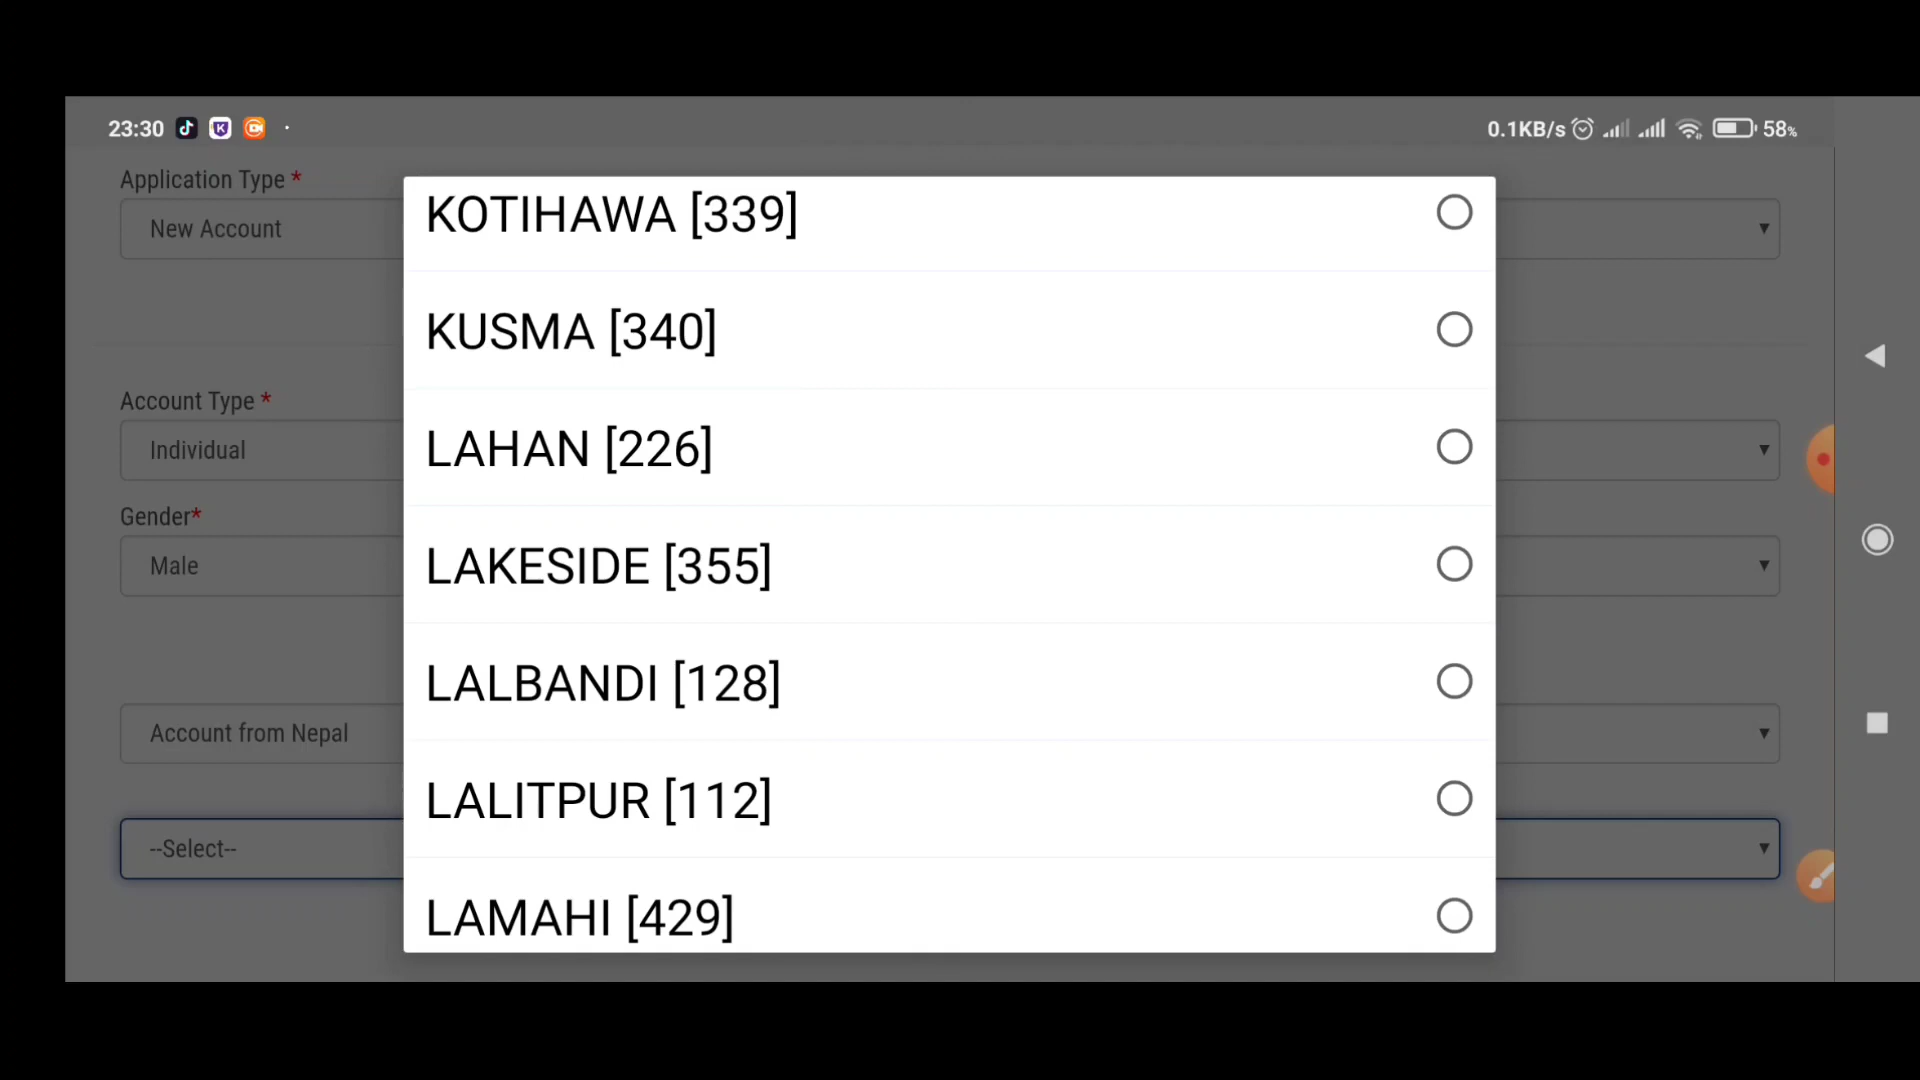 23:30
0.1KB/s 58%
Application Type *
New Account
KOTIHAWA [339]
KUSMA [340]
Account Type *
Individual
LAHAN [226]
Gender*
Male
LAKESIDE [355]
LALBANDI [128]
Account from Nepal
LALITPUR [112]
--Select--
LAMAHI [429]